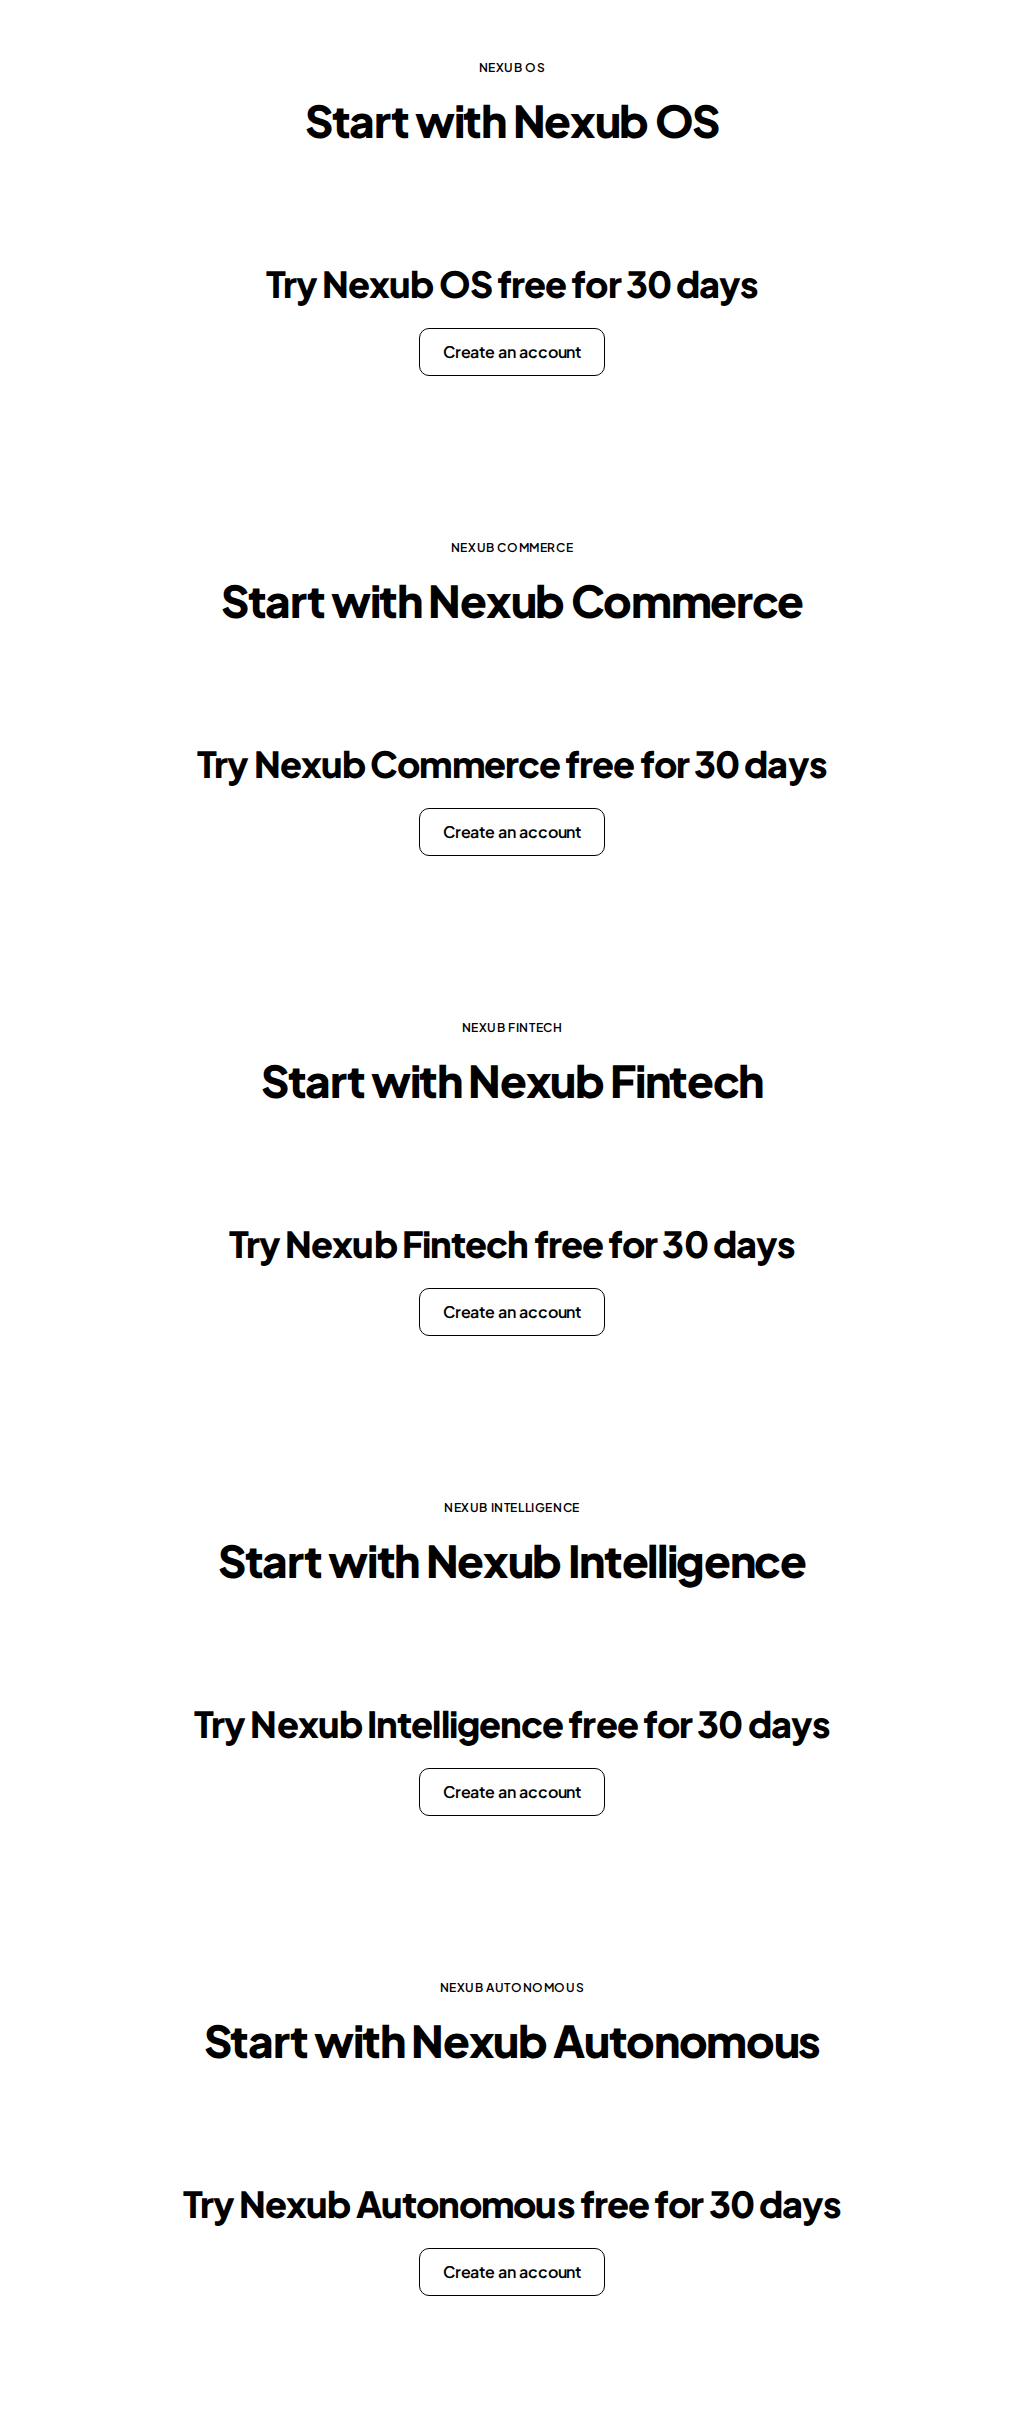 NEXUB OS
Start with Nexub OS
Try Nexub OS free for 30 days
Create an account
NEXUB COMMERCE
Start with Nexub Commerce
Try Nexub Commerce free for 30 days
Create an account
NEXUB FINTECH
Start with Nexub Fintech
Try Nexub Fintech free for 30 days
Create an account
NEXUB INTELLIGENCE
Start with Nexub Intelligence
Try Nexub Intelligence free for 30 days
Create an account
NEXUB AUTONOMOUS
Start with Nexub Autonomous
Try Nexub Autonomous free for 30 days
Create an account